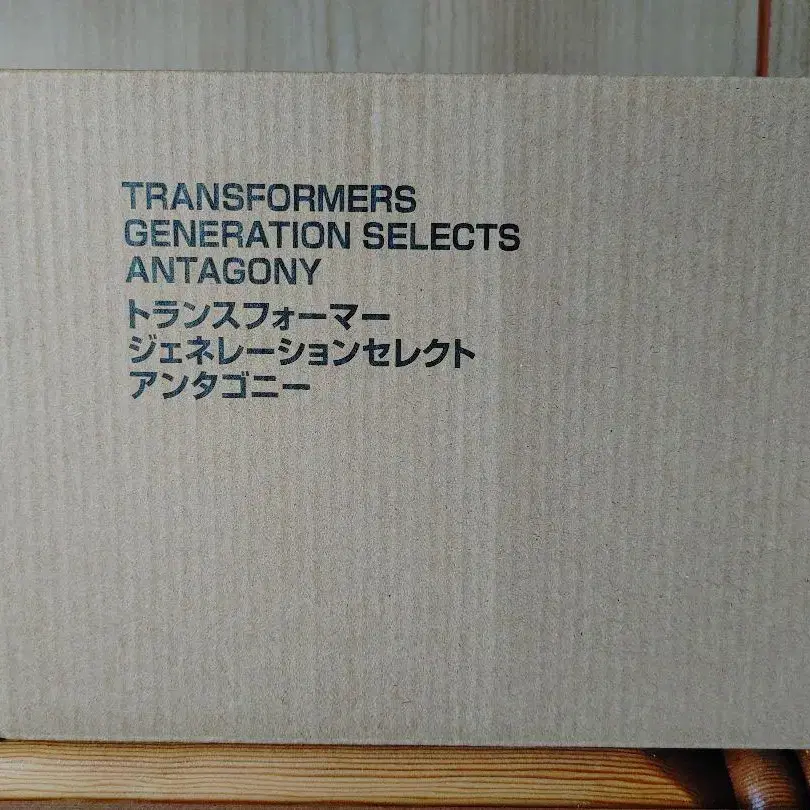 TRANSFORMERS
GENERATION SELECTS
ANTAGONY
トランスフォーマー
ジェネレーションセレクト
アンタゴニー